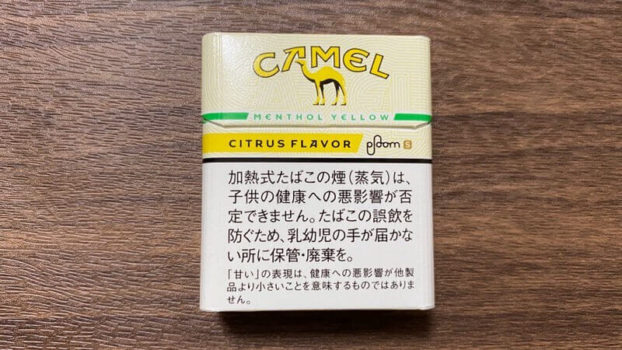 CAMEL
MENTHOL YELLOW
CITRUS FLAVOR ploom S
加熱式たばこの煙(蒸気)は、
子供の健康への悪影響が否
定できません。たばこの誤飲を
防ぐため、乳幼児の手が届かな
い所に保管・廃棄を。
「甘い」の表現は、健康への悪影響が他製
品より小さいことを意味するものではありま
せん。